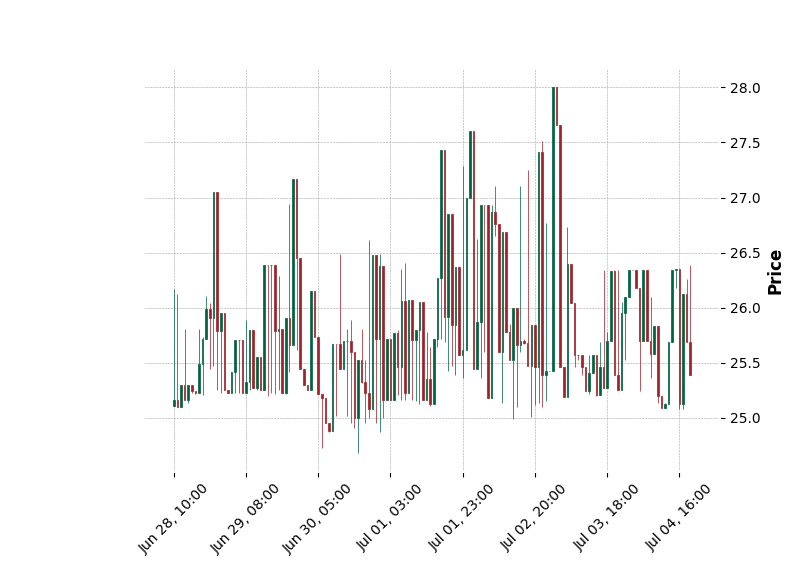 28.0
27.5
27.0
26.5
26.0
25.5
25.0
Price
Jun 28, 10:00
Jun 29, 08:00
Jun 30, 05:00
Jul 01, 03:00
Jul 01, 23:00
Jul 02, 20:00
Jul 03, 18:00
Jul 04, 16:00